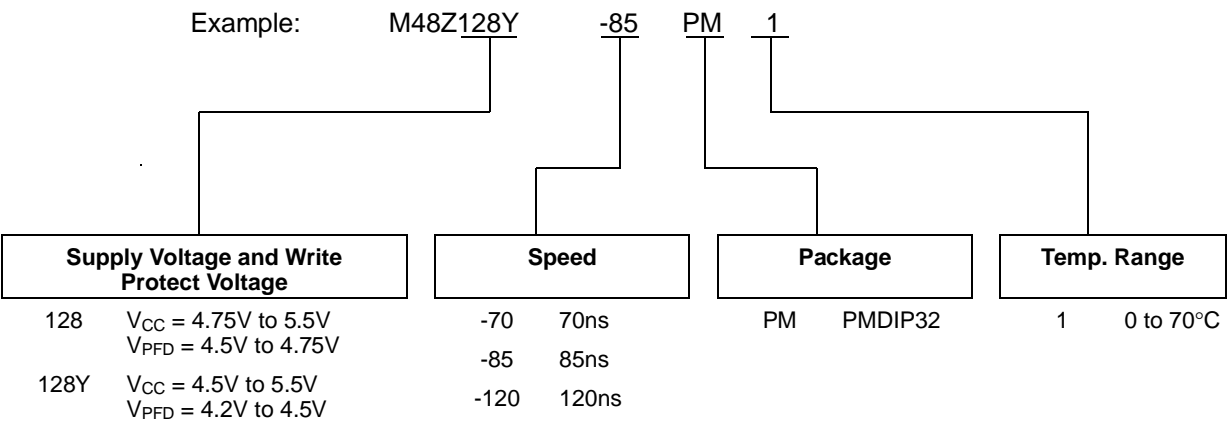 Example: M48Z128Y -85 PM 1
Supply Voltage and Write
Protect Voltage
128 VCC = 4.75V to 5.5V
VPFD = 4.5V to 4.75V
128Y VCC = 4.5V to 5.5V
VPFD = 4.2V to 4.5V
Speed
-70 70ns
-85 85ns
-120 120ns
Package
PM PMDIP32
Temp. Range
1 0 to 70°C